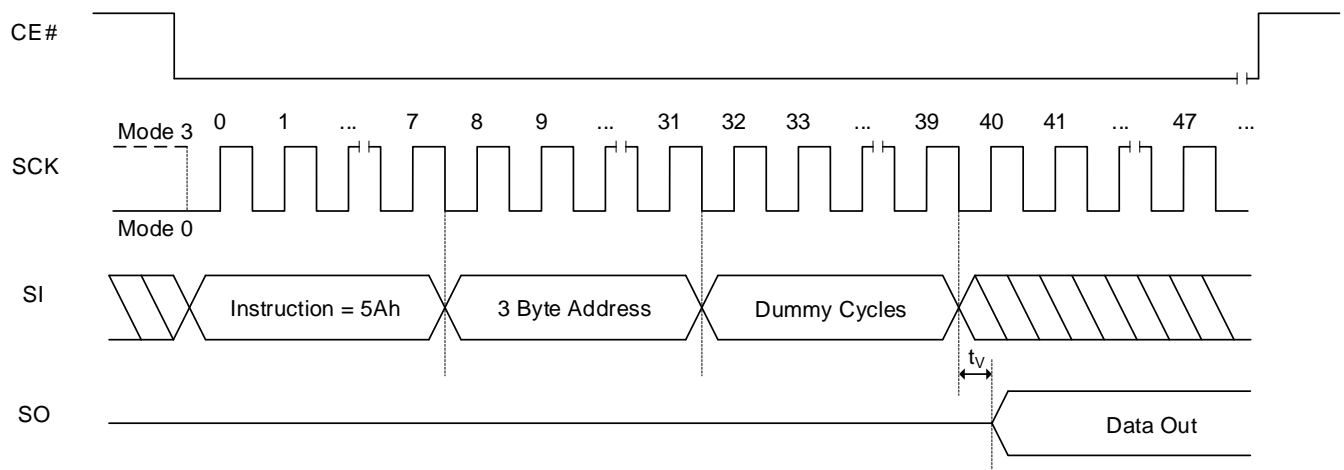 CE#
Mode 3
0 1 ... 7 8 9 ... 31 32 33 ... 39 40 41 ... 47 ...
SCK
Mode 0
SI
Instruction = 5Ah
3 Byte Address
Dummy Cycles
tV
SO
Data Out